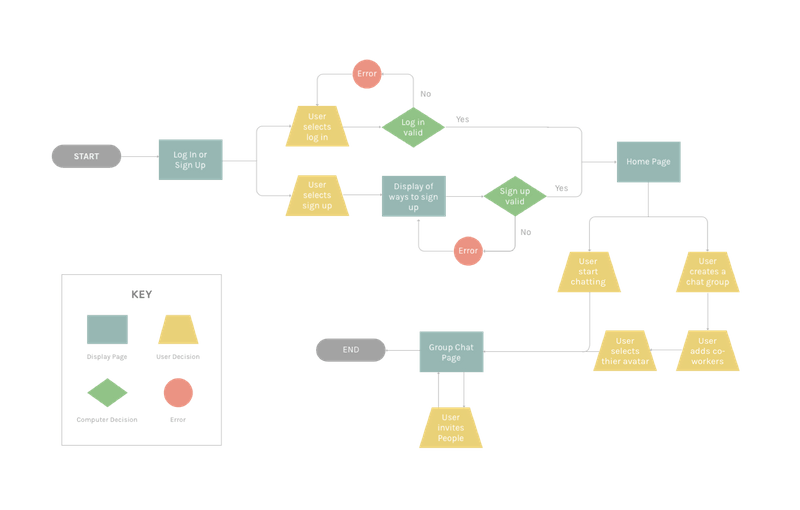 Error
No
User
selects
log in
Log in
valid
Yes
START
Log In or
Sign Up
Home Page
User
selects
sign up
Display of
ways to sign
up
Sign up
valid
Yes
No
Error
User
start
chatting
User
creates a
chat group
KEY
Display Page
User Decision
Computer Decision
Error
END
Group Chat
Page
User
selects
thier avatar
User
adds co-
workers
User
invites
People